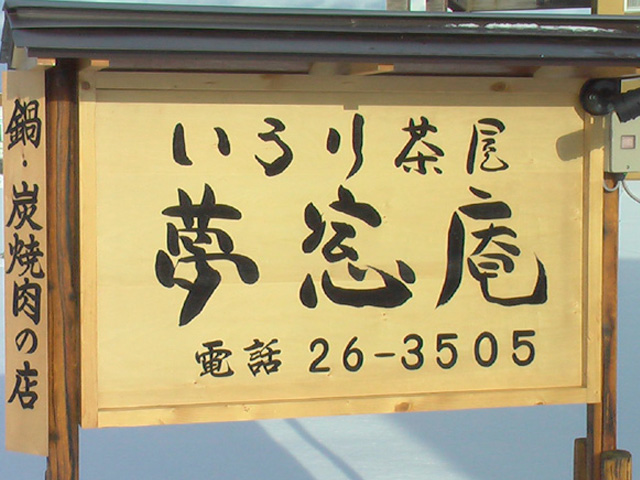 鍋・炭焼肉の店
いろり茶屋
夢窓庵
電話 26-3505